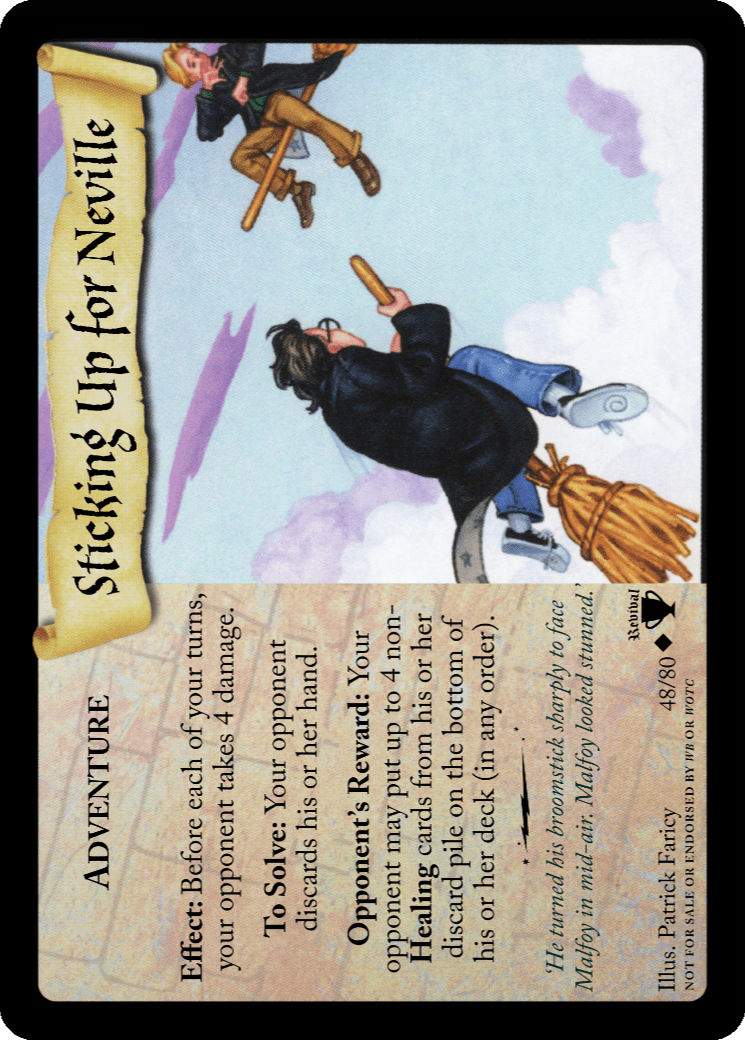 Sticking Up for Neville
ADVENTURE
Effect: Before each of your turns,
your opponent takes 4 damage.
To Solve: Your opponent
discards his or her hand.
Opponent's Reward: Your
opponent may put up to 4 non-
Healing cards from his or her
discard pile on the bottom of
his or her deck (in any order).
'He turned his broomstick sharply to face
Malfoy in mid-air. Malfoy looked stunned.'
Illus. Patrick Faricy
48/80
Revival
NOT FOR SALE OR ENDORSED BY WB OR WOTC